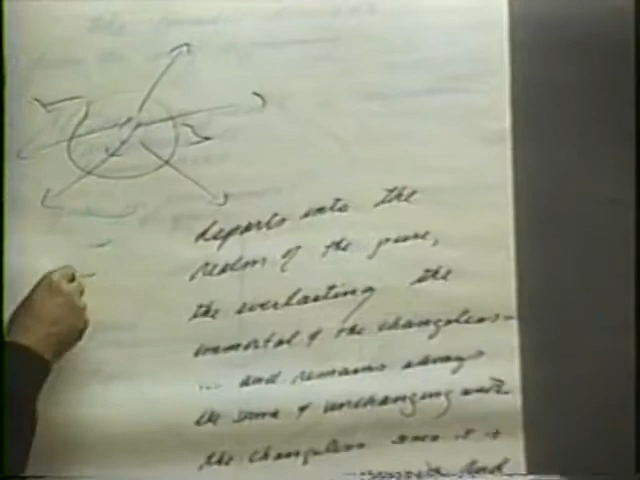 departs into the
realm of the pure,
the everlasting the
immortal & the changeless—
... and remains always
the same & unchanging with
the changeless since it +